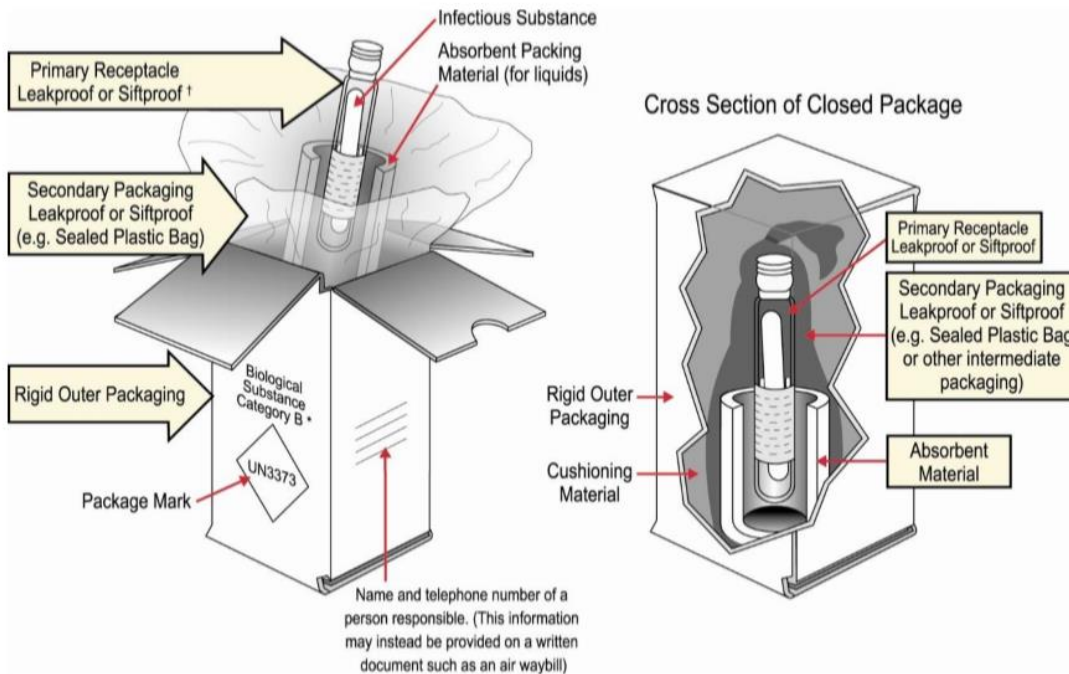 Infectious Substance
Absorbent Packing
Material (for liquids)
Primary Receptacle
Leakproof or Siftproof †
Secondary Packaging
Leakproof or Siftproof
(e.g. Sealed Plastic Bag)
Rigid Outer Packaging
Biological
Substance
Category B *
UN3373
Package Mark
Name and telephone number of a
person responsible. (This information
may instead be provided on a written
document such as an air waybill)
Cross Section of Closed Package
Primary Receptacle
Leakproof or Siftproof
Secondary Packaging
Leakproof or Siftproof
(e.g. Sealed Plastic Bag
or other intermediate
packaging)
Rigid Outer
Packaging
Cushioning
Material
Absorbent
Material